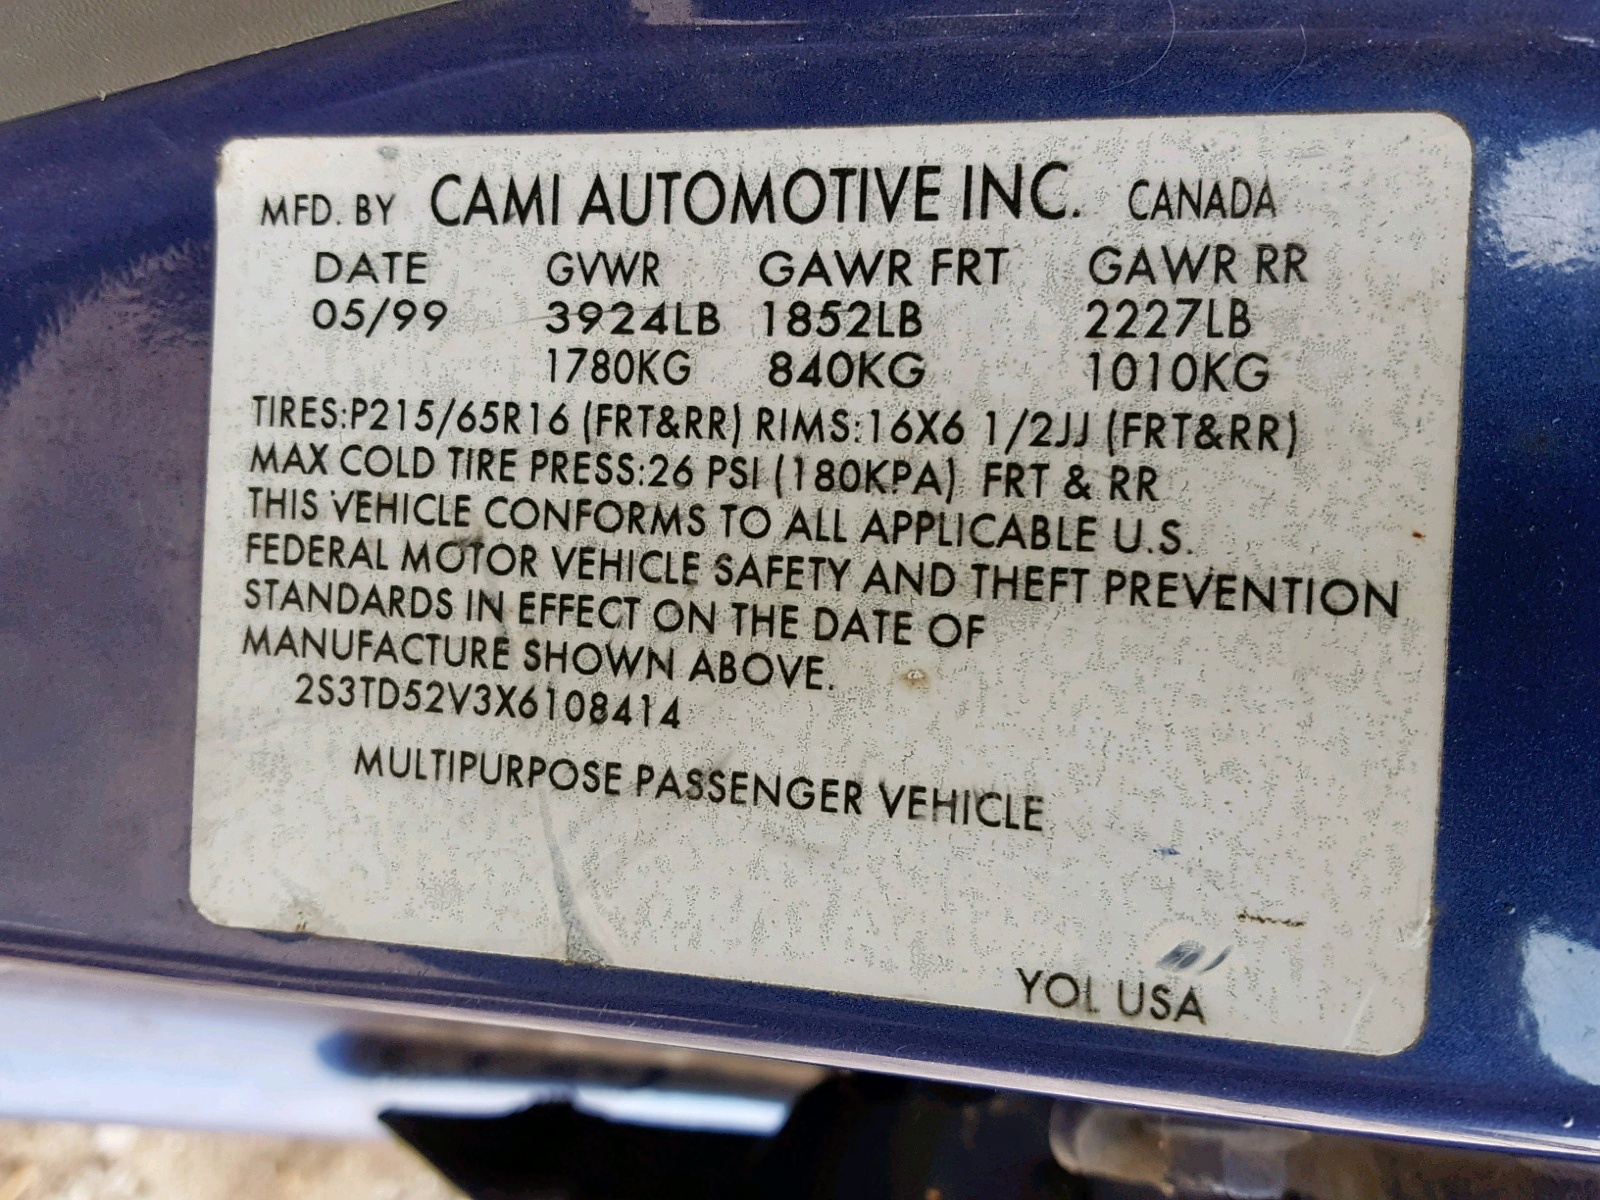 MFD. BY CAMI AUTOMOTIVE INC. CANADA
DATE GVWR GAWR FRT GAWR RR
05/99 3924LB 1852LB 2227LB
1780KG 840KG 1010KG
TIRES:P215/65R16 (FRT&RR) RIMS:16X6 1/2JJ (FRT&RR)
MAX COLD TIRE PRESS:26 PSI (180KPA) FRT & RR
THIS VEHICLE CONFORMS TO ALL APPLICABLE U.S.
FEDERAL MOTOR VEHICLE SAFETY AND THEFT PREVENTION
STANDARDS IN EFFECT ON THE DATE OF
MANUFACTURE SHOWN ABOVE.
2S3TD52V3X6108414
MULTIPURPOSE PASSENGER VEHICLE
YOL USA